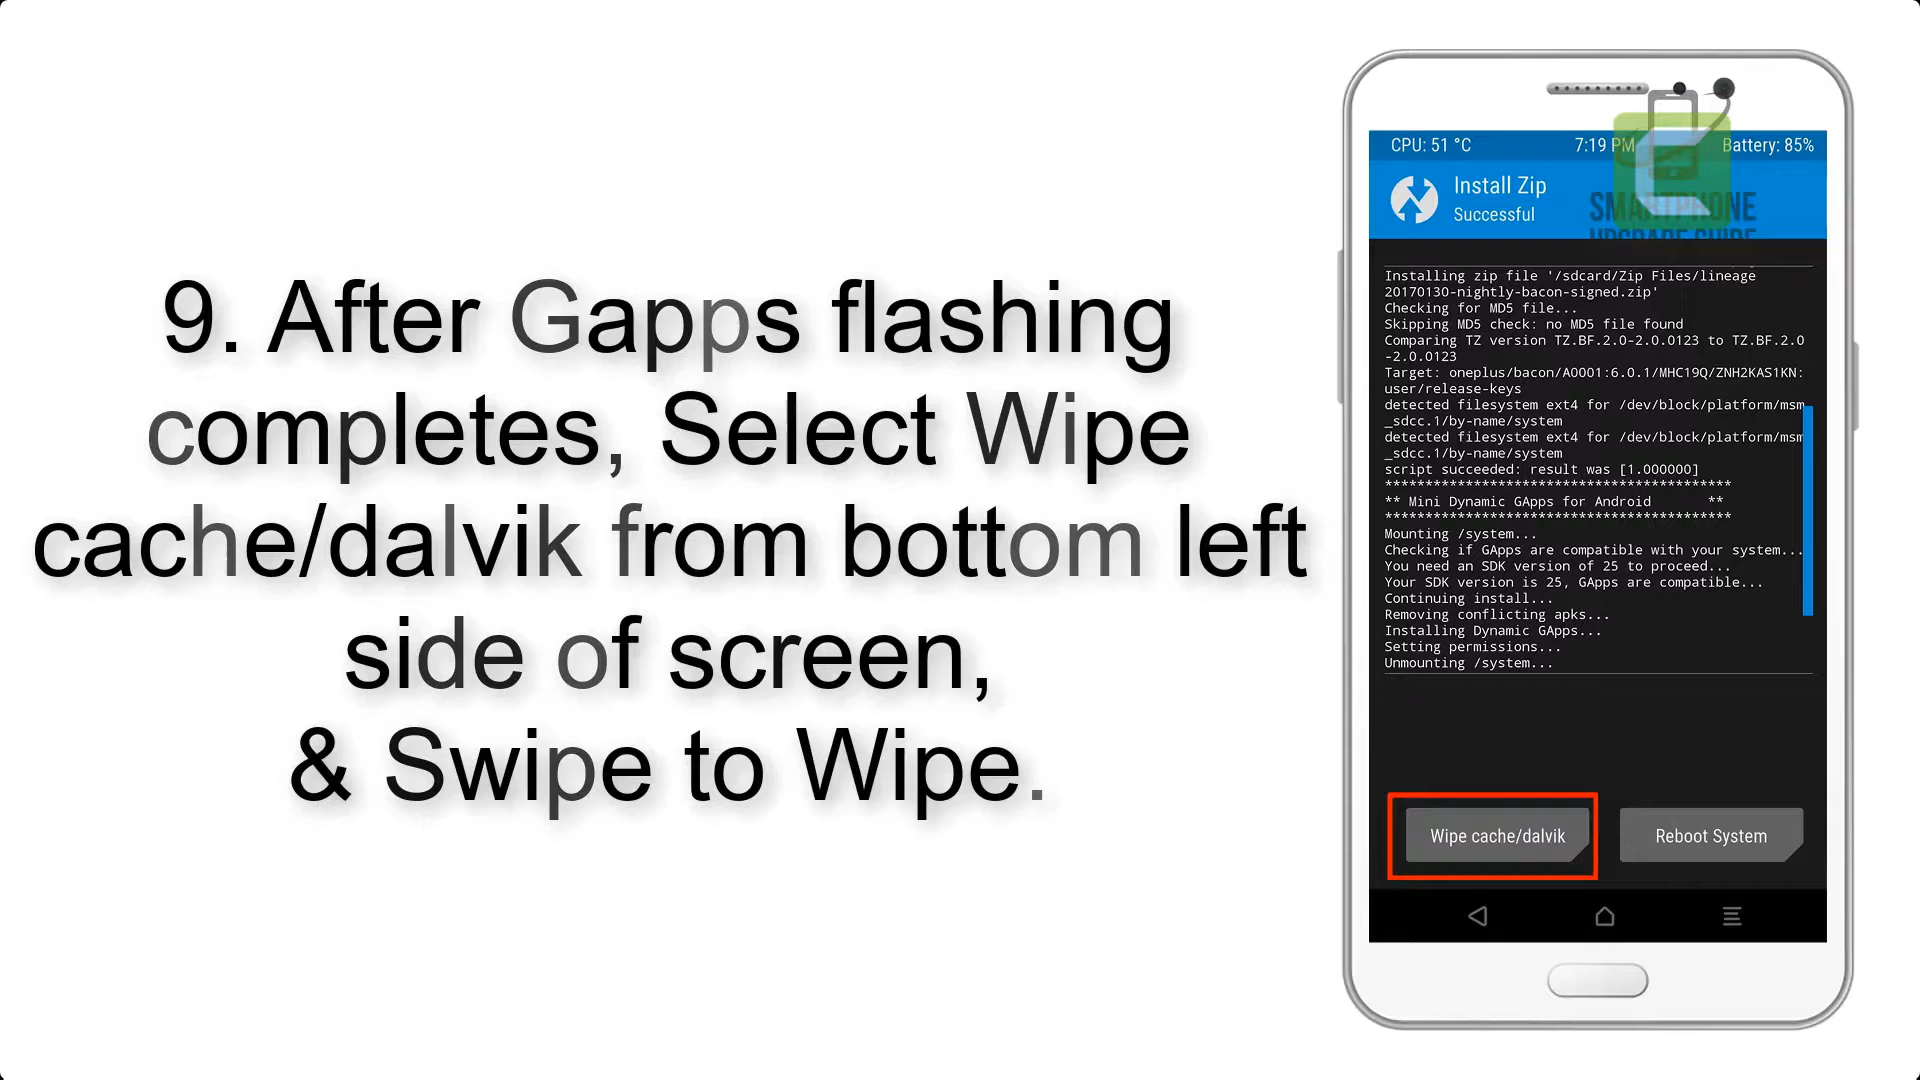 9. After Gapps flashing
completes, Select Wipe
cache/dalvik from bottom left
side of screen,
& Swipe to Wipe.
CPU: 51 °C 7:19 PM Battery: 85%
Install Zip
Successful
SMARTPHONE
UPGRADE GUIDE
Installing zip file '/sdcard/Zip Files/lineage
20170130-nightly-bacon-signed.zip'
Checking for MD5 file...
Skipping MD5 check: no MD5 file found
Comparing TZ version TZ.BF.2.0-2.0.0123 to TZ.BF.2.0
-2.0.0123
Target: oneplus/bacon/A0001:6.0.1/MHC19Q/ZNH2KAS1KN:
user/release-keys
detected filesystem ext4 for /dev/block/platform/msm
_sdcc.1/by-name/system
detected filesystem ext4 for /dev/block/platform/msm
_sdcc.1/by-name/system
script succeeded: result was [1.000000]
*******************************************
** Mini Dynamic GApps for Android **
*******************************************
Mounting /system...
Checking if GApps are compatible with your system...
You need an SDK version of 25 to proceed...
Your SDK version is 25, GApps are compatible...
Continuing install...
Removing conflicting apks...
Installing Dynamic GApps...
Setting permissions...
Unmounting /system...
Wipe cache/dalvik Reboot System